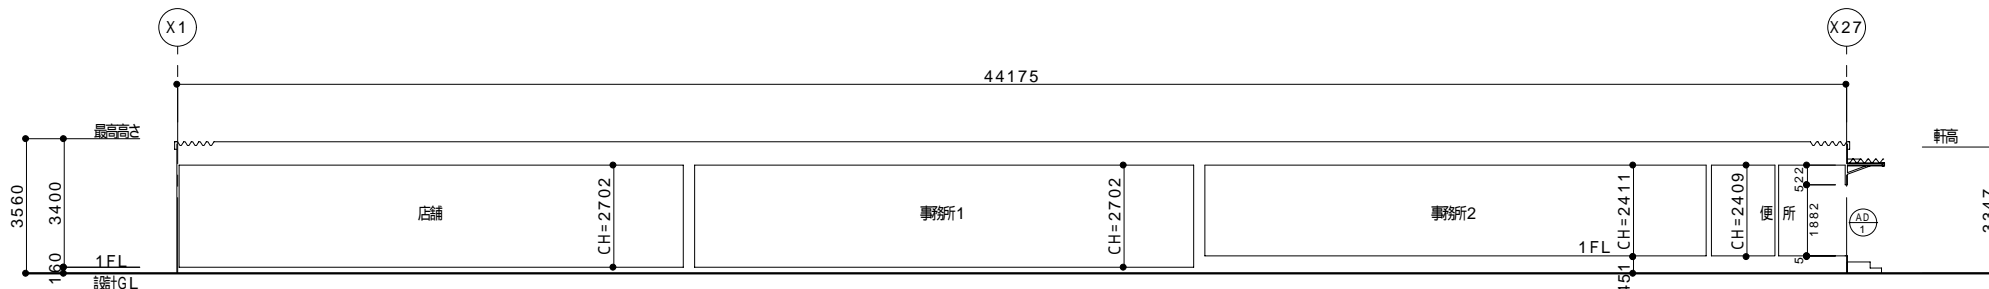 X1
X27
44175
最高高さ
軒高
3560
3400
160
1FL
設計GL
店舗
CH=2702
事務所1
CH=2702
事務所2
CH=2411
1FL
451
CH=2409
便所
522
1882
5
AD
1
3347